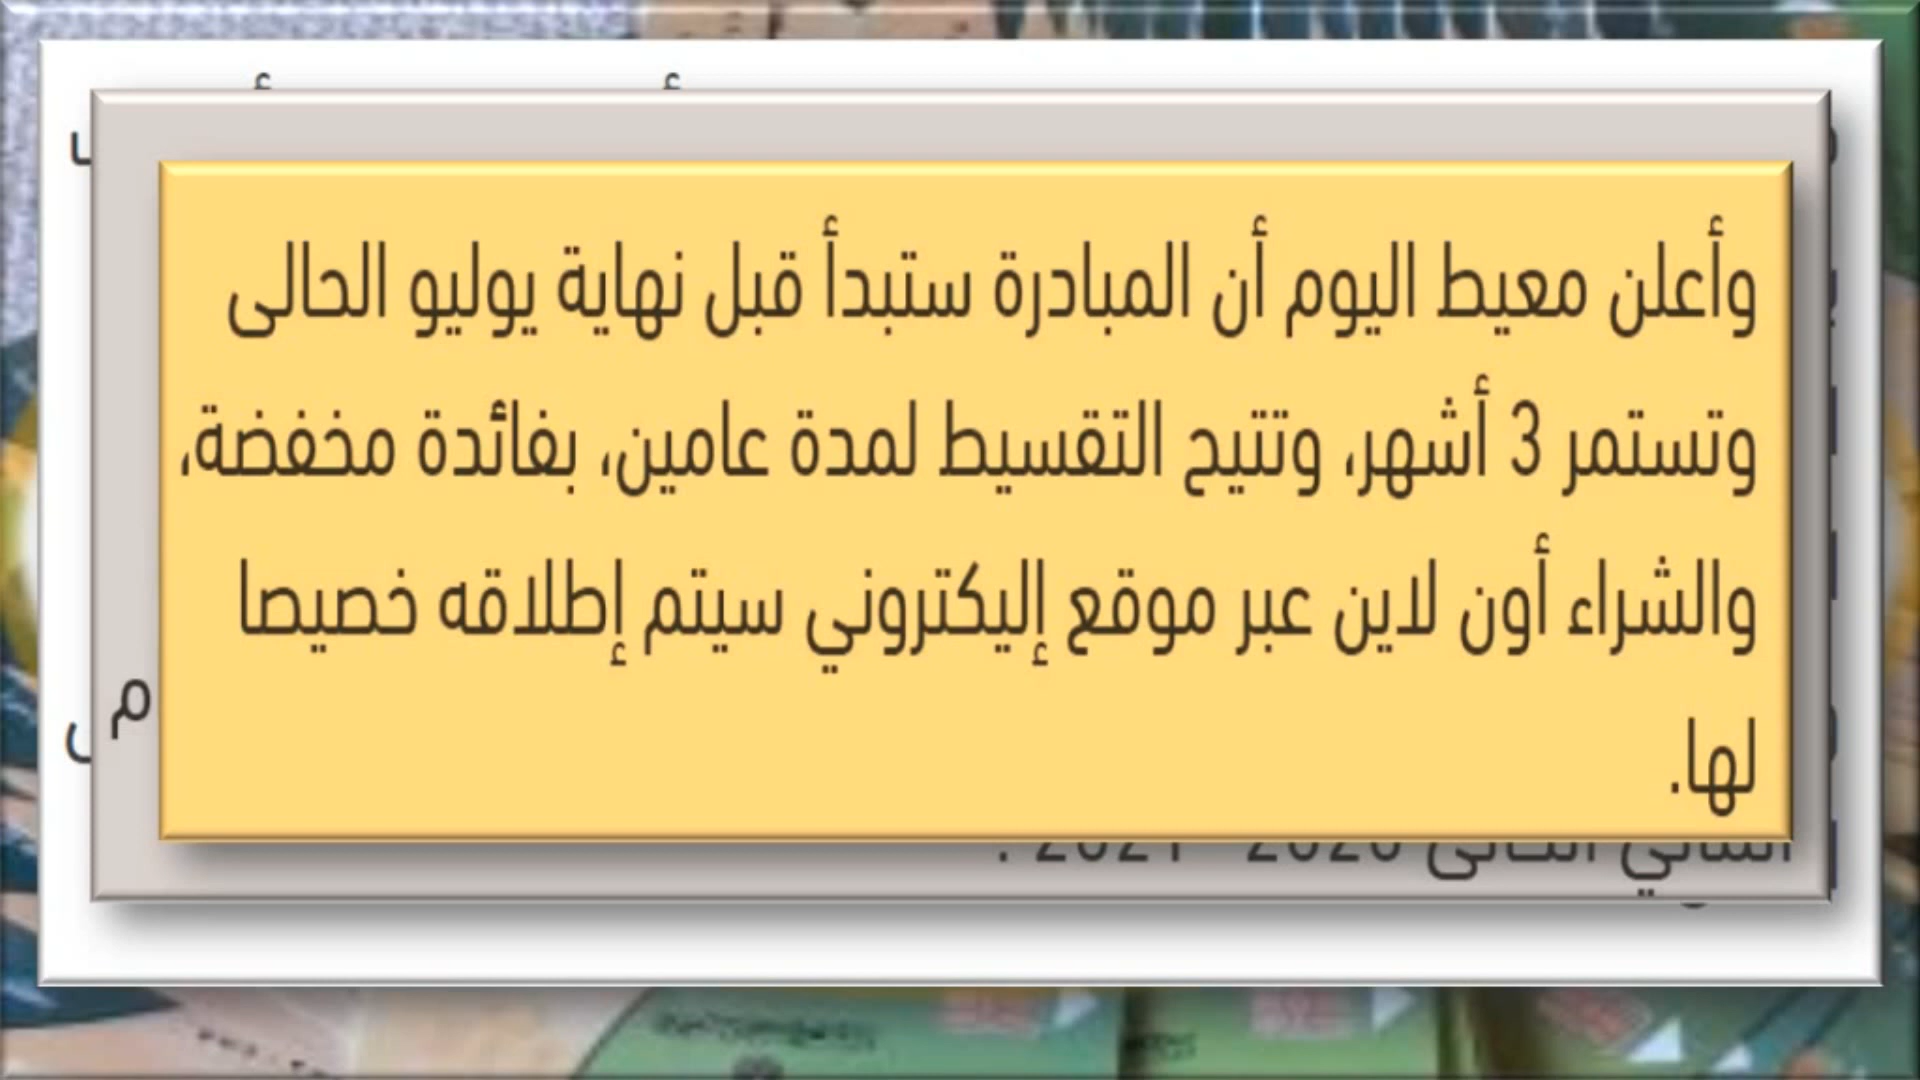 وأعلن معيط اليوم أن المبادرة ستبدأ قبل نهاية يوليو الحالى
وتستمر 3 أشهر، وتتيح التقسيط لمدة عامين، بفائدة مخفضة،
والشراء أون لاين عبر موقع إليكتروني سيتم إطلاقه خصيصا
لها.